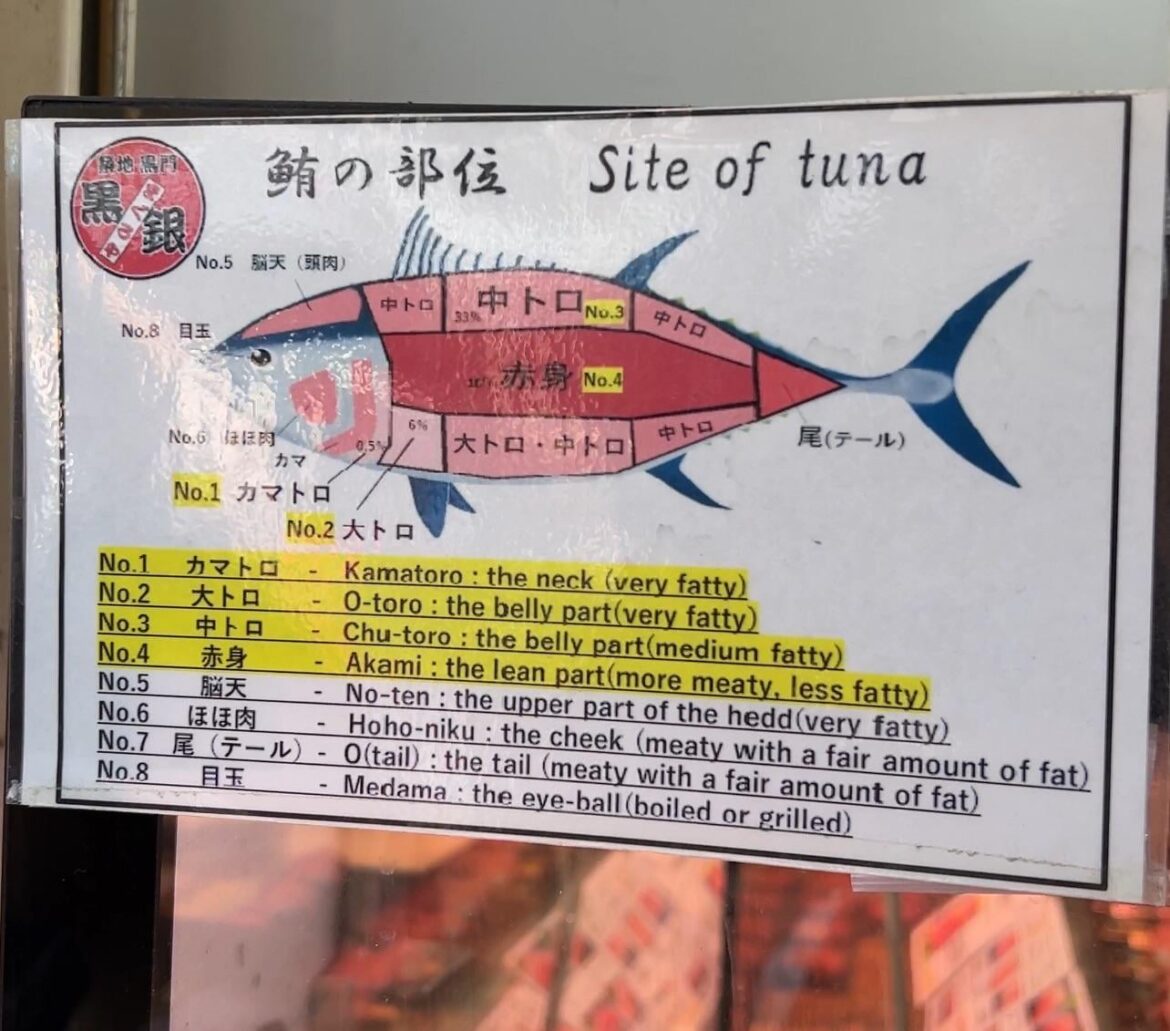 築地 黒門
黒
まぐろや
銀
鮪の部位 Site of tuna
No.5 脳天（頭肉）
中トロ
中トロ
33%
No.3
中トロ
No.8 目玉
赤身 No.4
6%
No.6 ほほ肉
0.5%
大トロ・中トロ
中トロ
尾(テール)
カマ
No.1 カマトロ
No.2 大トロ
No.1 カマトロ - Kamatoro : the neck (very fatty)
No.2 大トロ - O-toro : the belly part(very fatty)
No.3 中トロ - Chu-toro : the belly part(medium fatty)
No.4 赤身 - Akami : the lean part(more meaty, less fatty)
No.5 脳天 - No-ten : the upper part of the hedd(very fatty)
No.6 ほほ肉 - Hoho-niku : the cheek (meaty with a fair amount of fat)
No.7 尾（テール）- O(tail) : the tail (meaty with a fair amount of fat)
No.8 目玉 - Medama : the eye-ball(boiled or grilled)